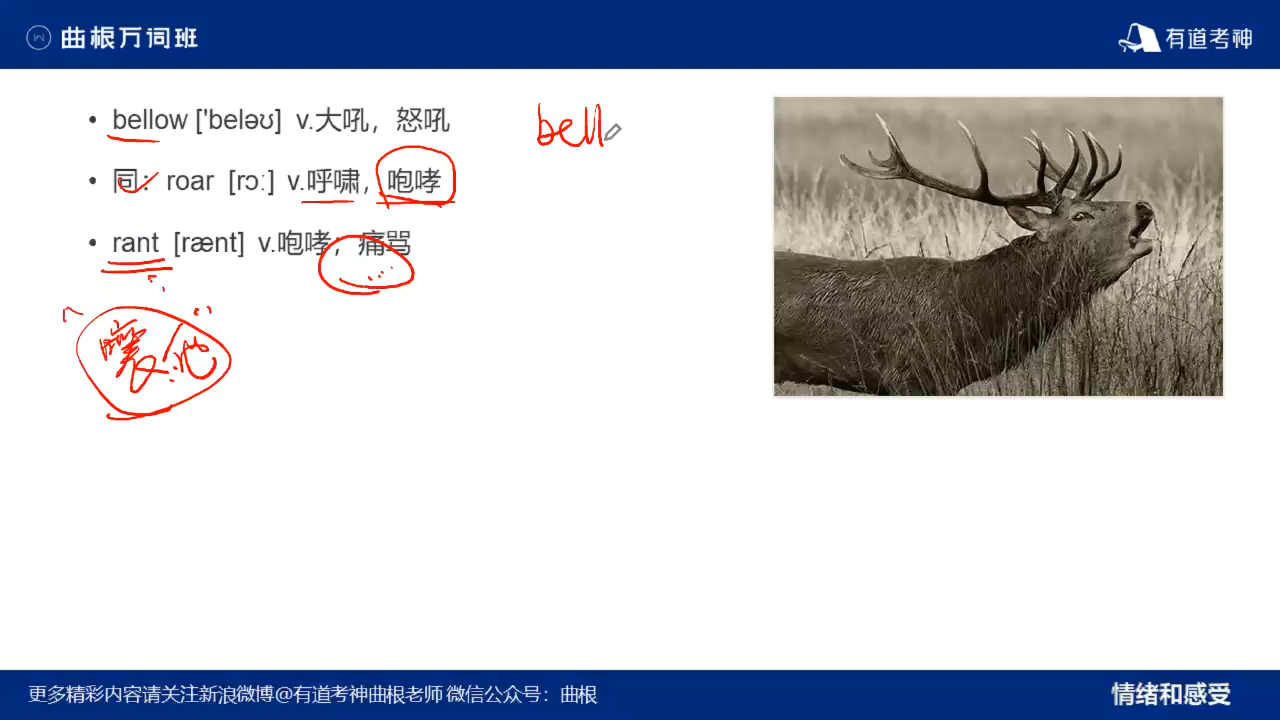 曲根万词班
有道考神
• bellow ['beləʊ] v.大吼，怒吼
bell
• 同：roar [rɔː] v.呼啸，咆哮
• rant [rænt] v.咆哮；痛骂
更多精彩内容请关注新浪微博@有道考神曲根老师 微信公众号：曲根
情绪和感受